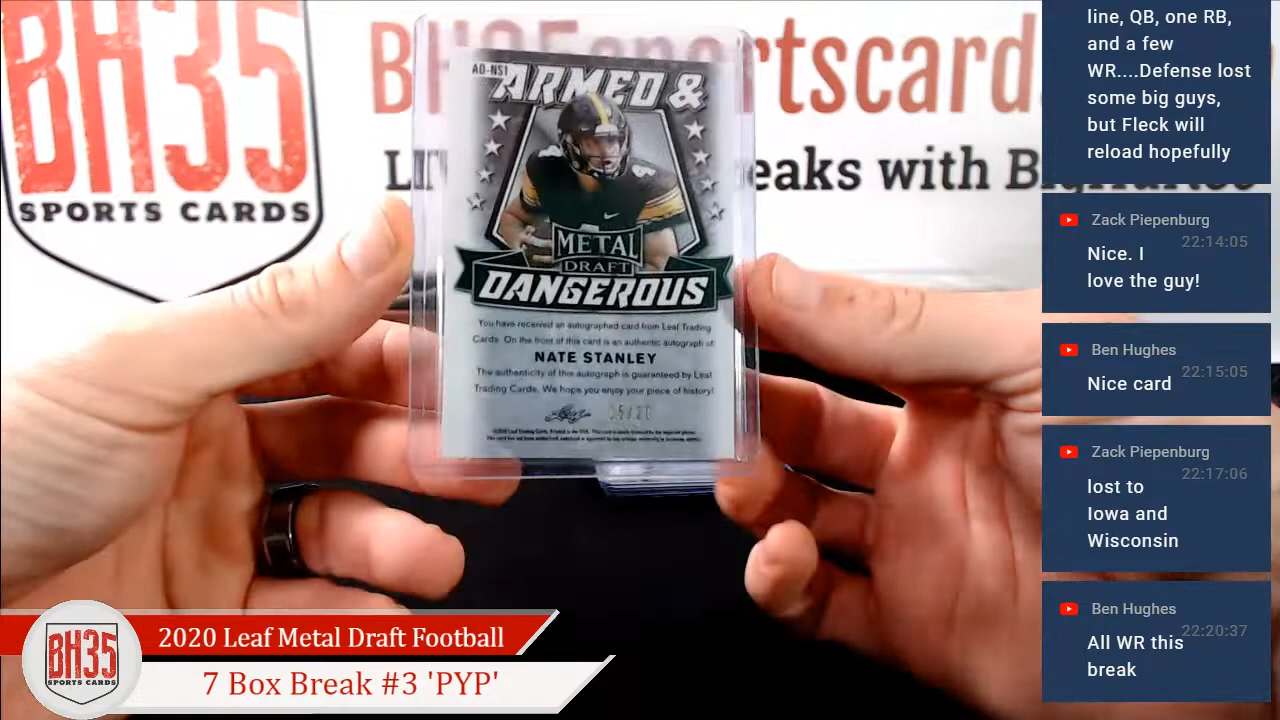 BH35
SPORTS CARDS
BH35sportscard
LIV
eaks with Bi
AD-NS1
ARMED &
METAL
DRAFT
DANGEROUS
You have received an autographed card from Leaf Trading
Cards. On the front of this card is an authentic autograph of:
NATE STANLEY
The authenticity of this autograph is guaranteed by Leaf
Trading Cards. We hope you enjoy your piece of history!
Leaf
line, QB, one RB,
and a few
WR....Defense lost
some big guys,
but Fleck will
reload hopefully
Zack Piepenburg
22:14:05
Nice. I
love the guy!
Ben Hughes
22:15:05
Nice card
Zack Piepenburg
22:17:06
lost to
Iowa and
Wisconsin
Ben Hughes
22:20:37
All WR this
break
BH35
SPORTS CARDS
2020 Leaf Metal Draft Football
7 Box Break #3 'PYP'